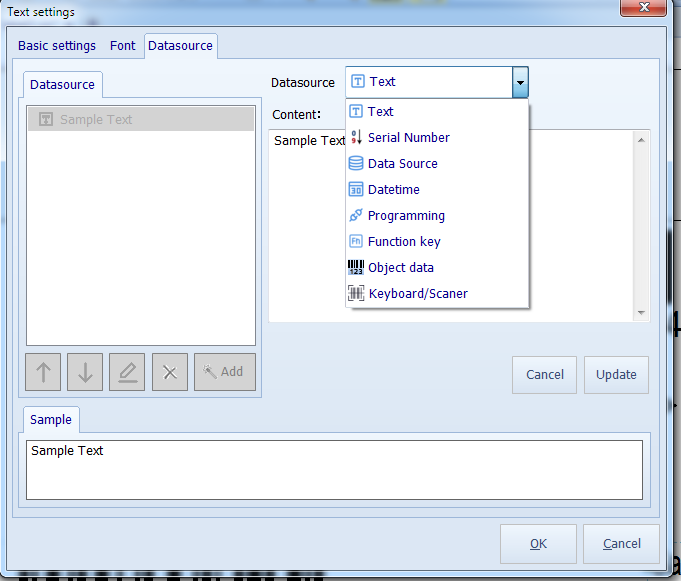 Text settings
Basic settings Font Datasource
Datasource
Sample Text
Add
Datasource Text
Content:
Sample Text
Text
Serial Number
Data Source
Datetime
Programming
Function key
Object data
Keyboard/Scaner
Cancel Update
Sample
Sample Text
OK Cancel